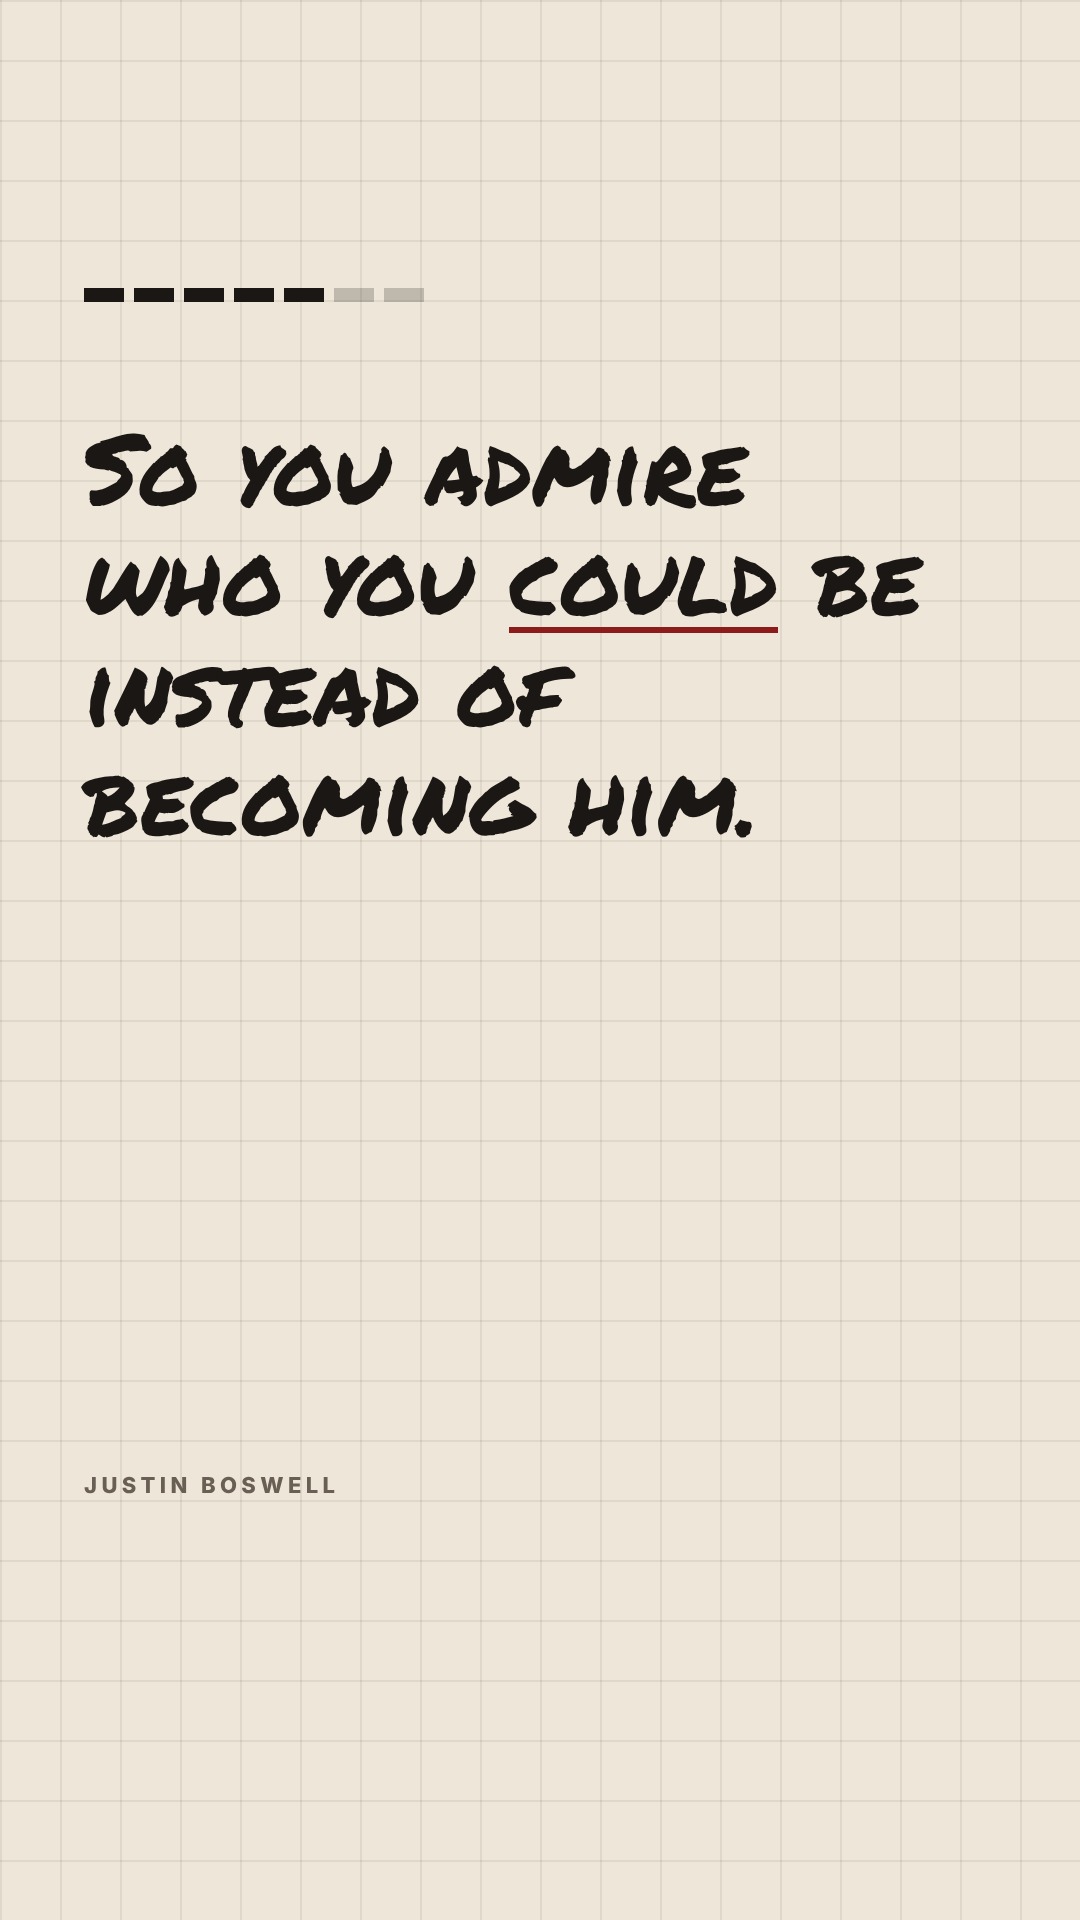 So you admire
who you could be
instead of
becoming him.
JUSTIN BOSWELL